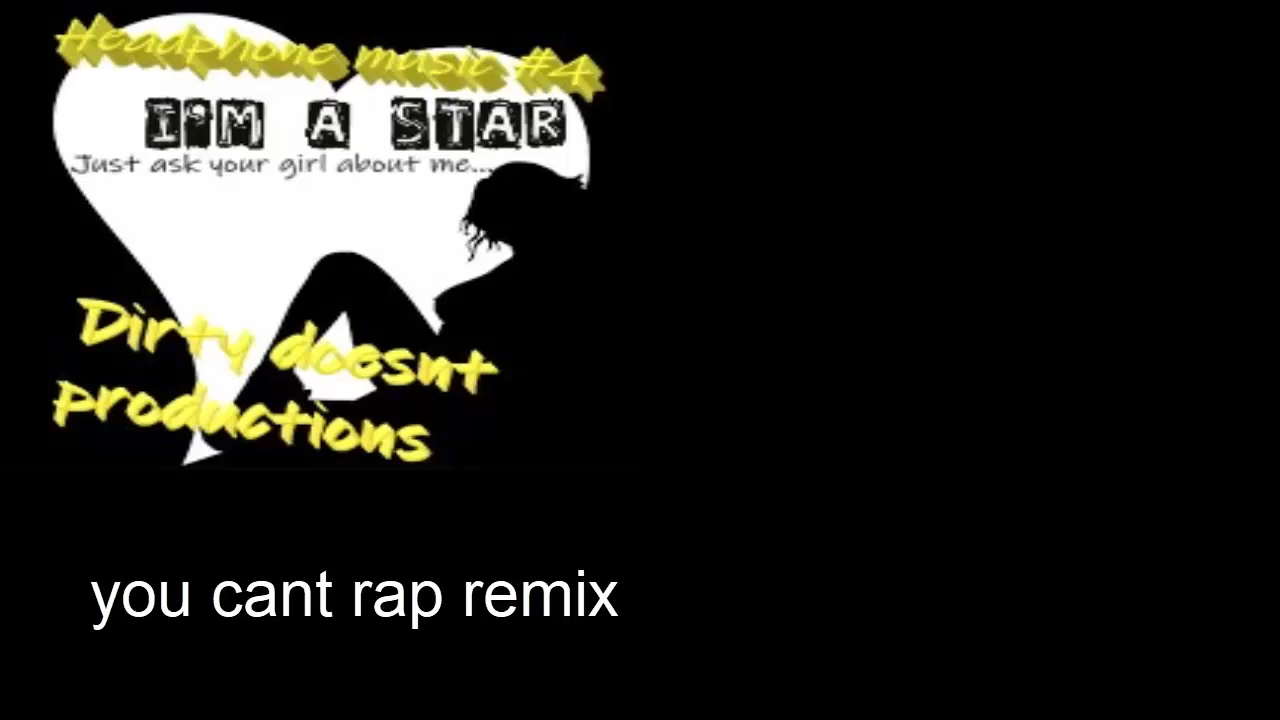 Headphone music #4
I'M A STAR
Just ask your girl about me...
Dirty doesnt
productions
you cant rap remix